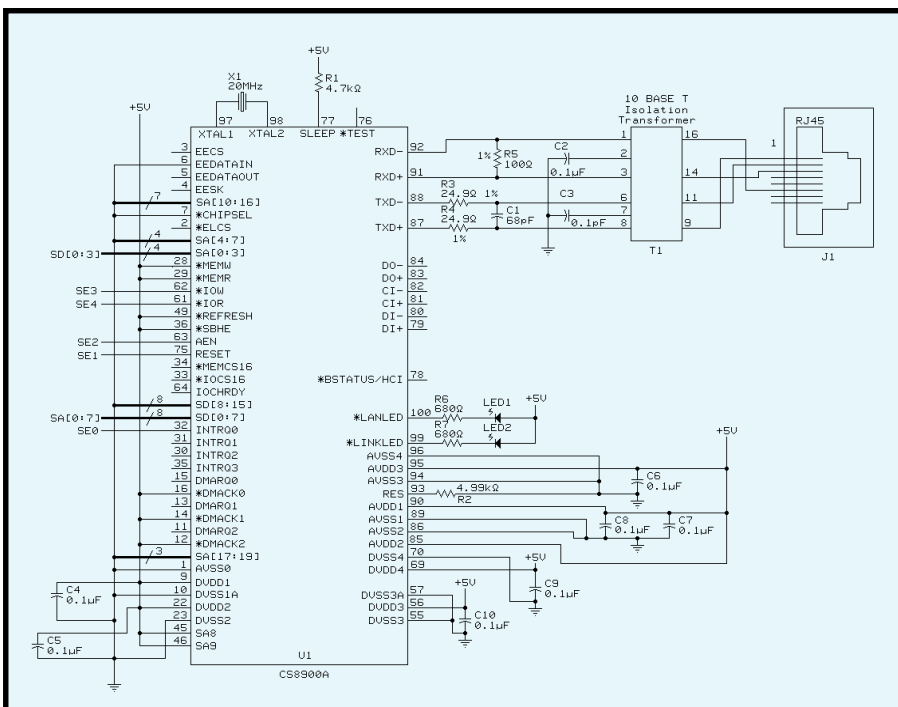 +5V
X1
20MHz
R1
4.7kΩ
+5V
97
98
77
76
XTAL1
XTAL2
SLEEP
*TEST
3
EECS
6
EEDATAIN
5
EEDATAOUT
4
EESK
7
SA[10:16]
7
*CHIPSEL
2
*ELCS
4
SA[4:7]
SD[0:3]
4
SA[0:3]
28
*MEMW
29
*MEMR
SE3
62
*IOW
SE4
61
*IOR
49
*REFRESH
36
*SBHE
SE2
63
AEN
SE1
75
RESET
34
*MEMCS16
33
*IOCS16
64
IOCHRDY
8
SD[8:15]
SA[0:7]
8
SD[0:7]
SE0
32
INTRQ0
31
INTRQ1
30
INTRQ2
35
INTRQ3
15
DMARQ0
16
*DMACK0
13
DMARQ1
14
*DMACK1
11
DMARQ2
12
*DMACK2
3
SA[17:19]
1
AVSS0
9
DVDD1
10
DVSS1A
22
DVDD2
23
DVSS2
45
SA8
46
SA9
C4
0.1µF
C5
0.1µF
U1
CS8900A
RXD-
92
RXD+
91
TXD-
88
TXD+
87
DO-
84
DO+
83
CI-
82
CI+
81
DI-
80
DI+
79
*BSTATUS/HCI
78
*LANLED
100
*LINKLED
99
AVSS4
96
AVDD3
95
AVSS3
94
RES
93
AVDD1
90
AVSS1
89
AVSS2
86
AVDD2
85
DVSS4
70
DVDD4
69
DVSS3A
57
DVDD3
56
DVSS3
55
1%
R5
100Ω
C2
0.1µF
R3
24.9Ω
1%
R4
24.9Ω
1%
C1
68pF
C3
0.1pF
10 BASE T
Isolation
Transformer
1
16
2
3
14
6
11
7
8
9
T1
RJ45
1
J1
R6
680Ω
LED1
+5V
R7
680Ω
LED2
+5V
4.99kΩ
R2
C6
0.1µF
C8
0.1µF
C7
0.1µF
+5V
C9
0.1µF
+5V
C10
0.1µF